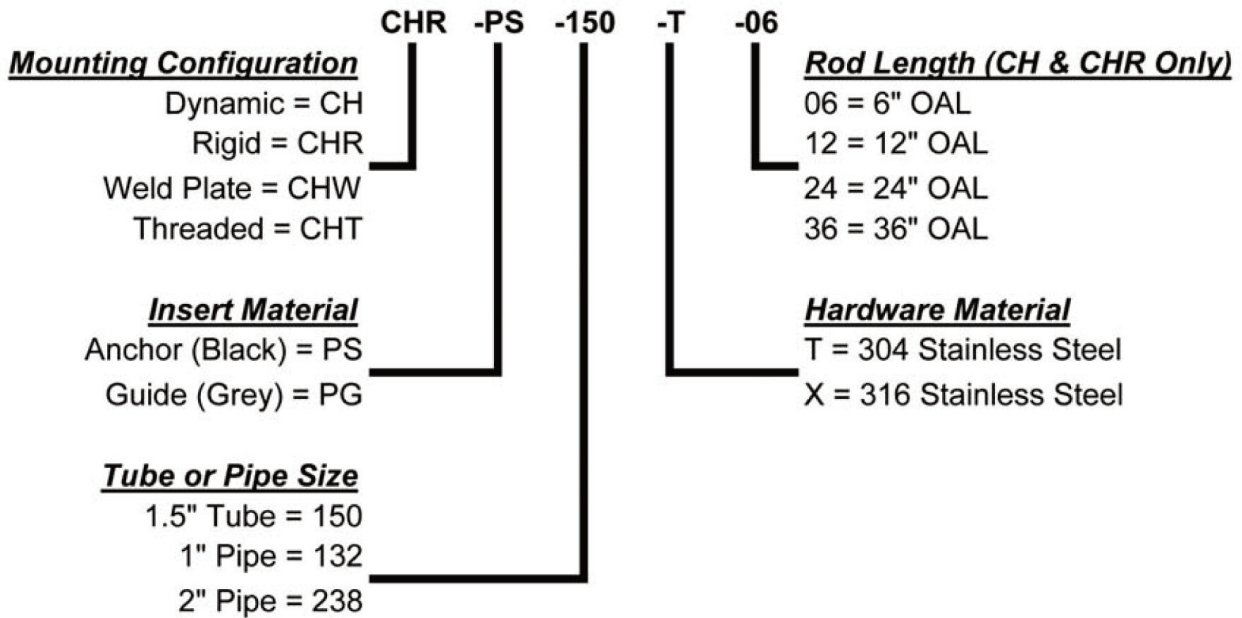 CHR -PS -150 -T -06
Mounting Configuration
Dynamic = CH
Rigid = CHR
Weld Plate = CHW
Threaded = CHT
Insert Material
Anchor (Black) = PS
Guide (Grey) = PG
Tube or Pipe Size
1.5" Tube = 150
1" Pipe = 132
2" Pipe = 238
Rod Length (CH & CHR Only)
06 = 6" OAL
12 = 12" OAL
24 = 24" OAL
36 = 36" OAL
Hardware Material
T = 304 Stainless Steel
X = 316 Stainless Steel